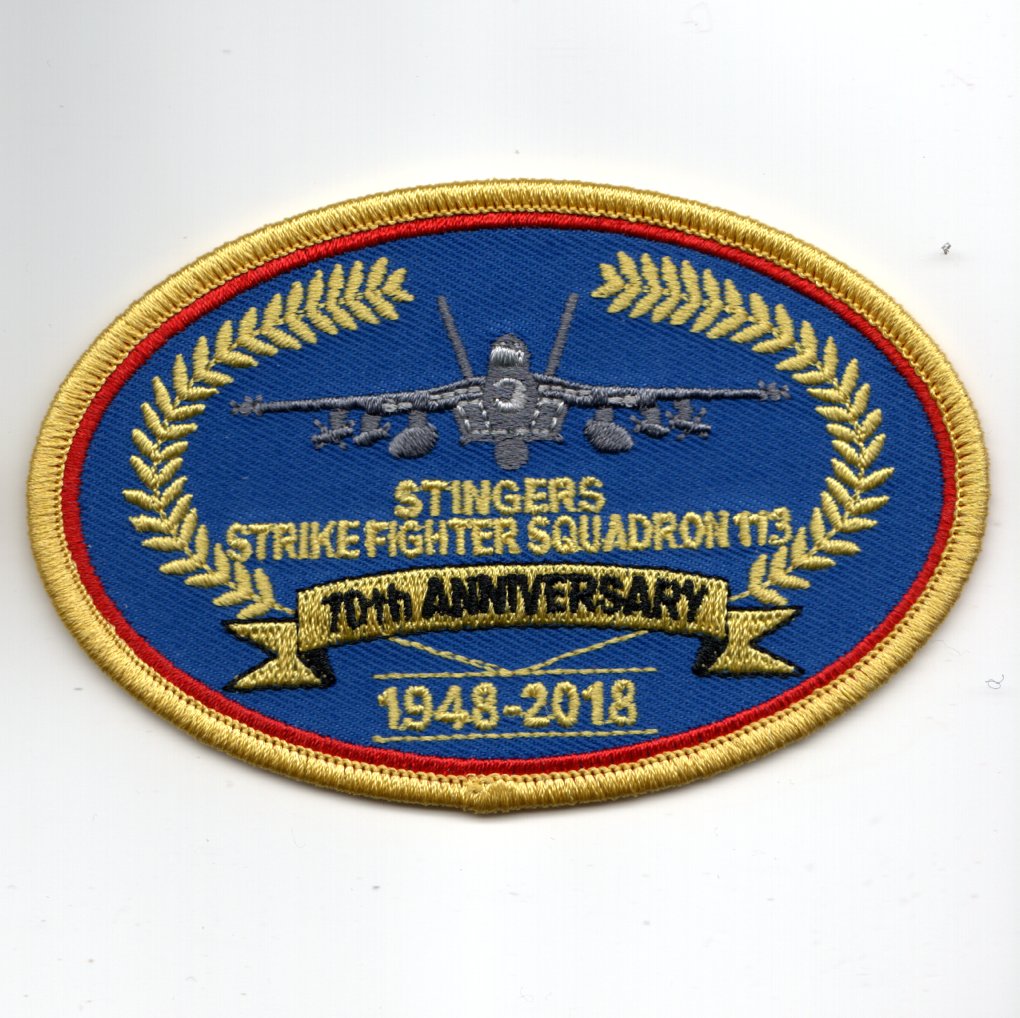 STINGERS
STRIKE FIGHTER SQUADRON 113
70th ANNIVERSARY
1948-2018